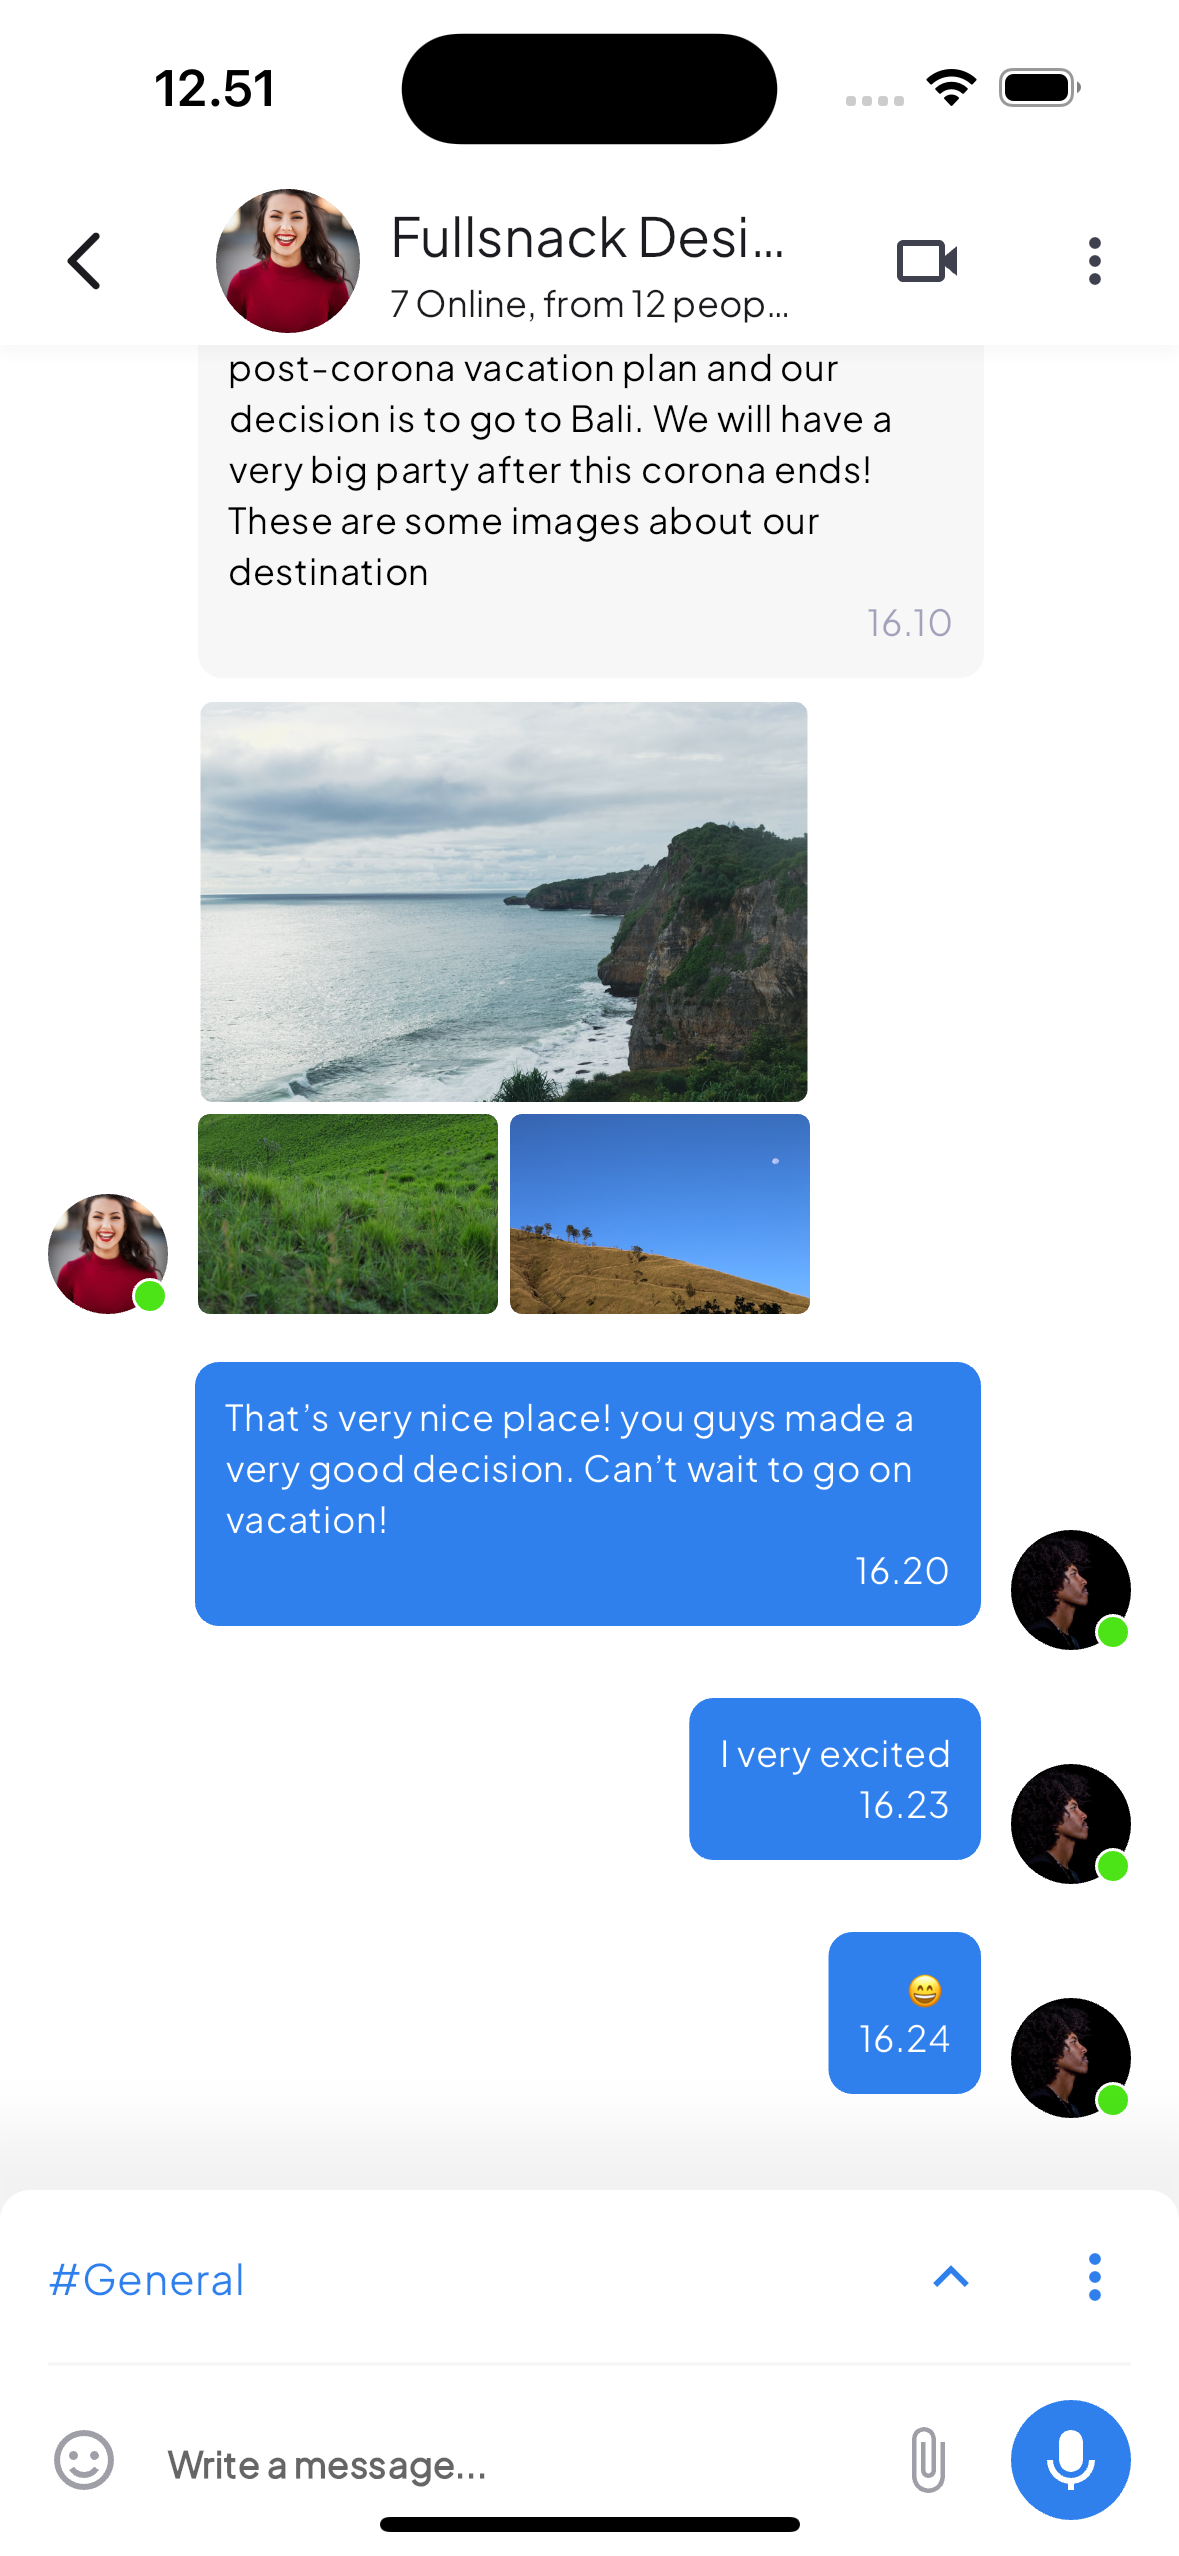 12.51
Fullsnack Desi...
7 Online, from 12 peop...
post-corona vacation plan and our
decision is to go to Bali. We will have a
very big party after this corona ends!
These are some images about our
destination
16.10
That’s very nice place! you guys made a
very good decision. Can’t wait to go on
vacation!
16.20
I very excited
16.23
😄
16.24
#General
Write a message...